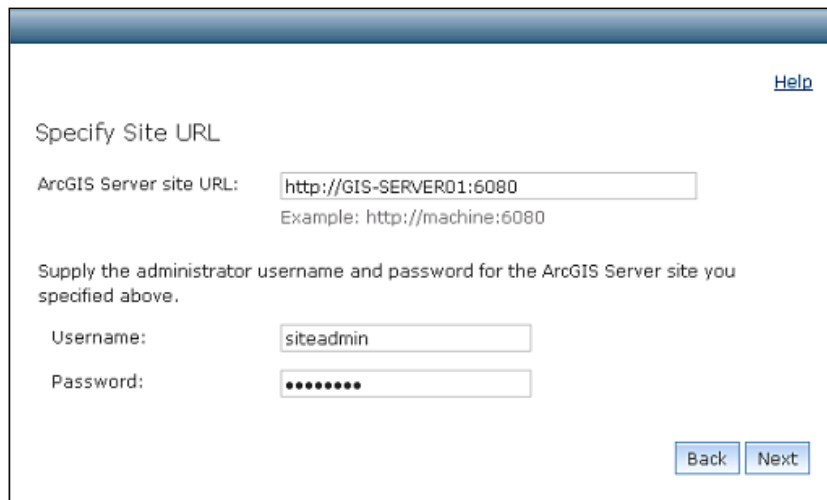 Help
Specify Site URL
ArcGIS Server site URL: http://GIS-SERVER01:6080
Example: http://machine:6080
Supply the administrator username and password for the ArcGIS Server site you
specified above.
Username: siteadmin
Password: ••••••••
Back Next